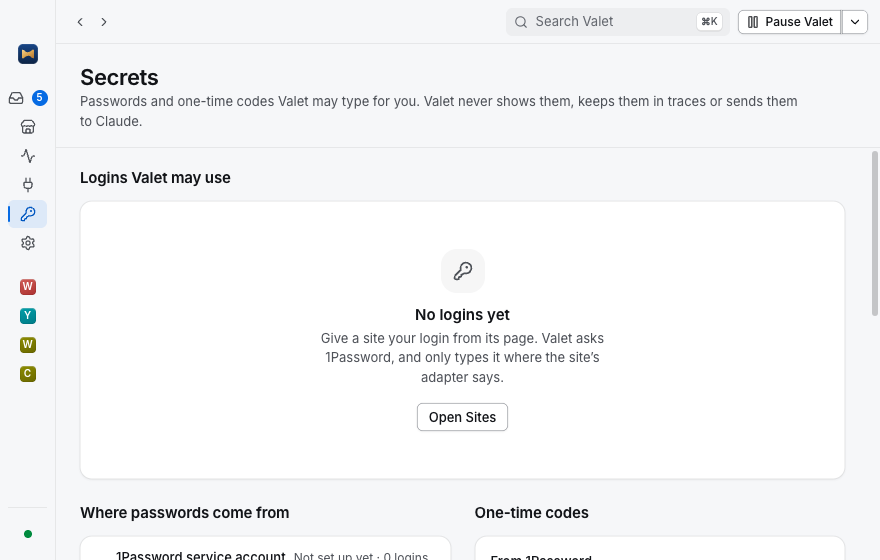 Search Valet
⌘K
Pause Valet
5
W
Y
W
C
Secrets
Passwords and one-time codes Valet may type for you. Valet never shows them, keeps them in traces or sends them
to Claude.
Logins Valet may use
No logins yet
Give a site your login from its page. Valet asks
1Password, and only types it where the site's
adapter says.
Open Sites
Where passwords come from
One-time codes
1Password service account Not set up yet · 0 logins
From 1Password